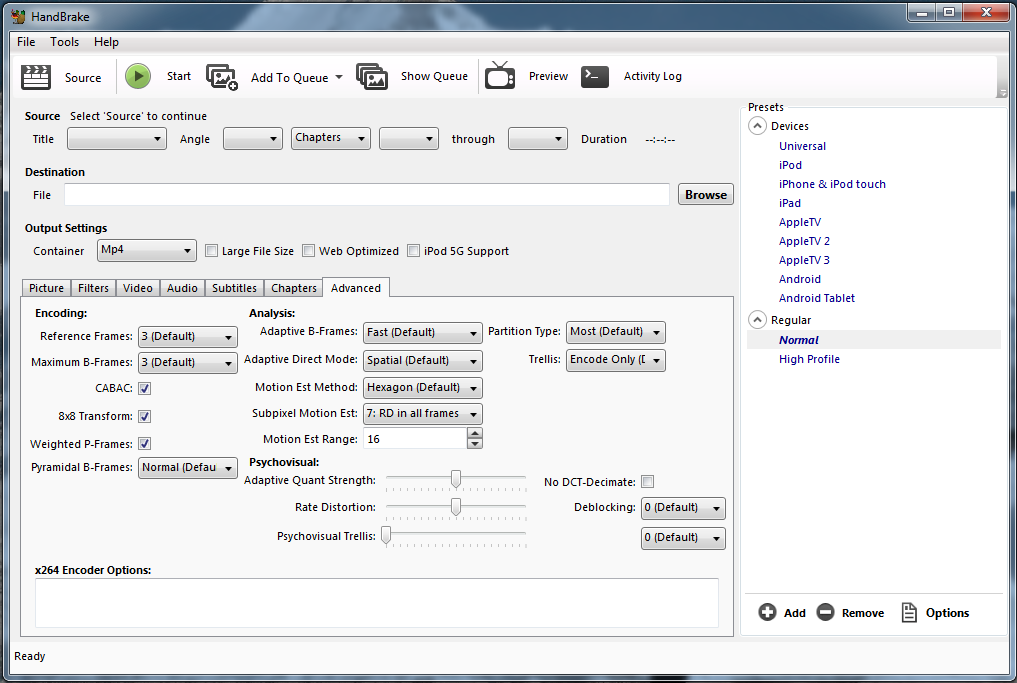 HandBrake
File Tools Help
Source Start Add To Queue Show Queue Preview Activity Log
Source Select 'Source' to continue
Title Angle Chapters through Duration --:--:--
Destination
File Browse
Output Settings
Container Mp4 Large File Size Web Optimized iPod 5G Support
Picture Filters Video Audio Subtitles Chapters Advanced
Encoding:
Reference Frames: 3 (Default)
Maximum B-Frames: 3 (Default)
CABAC:
8x8 Transform:
Weighted P-Frames:
Pyramidal B-Frames: Normal (Defau
Analysis:
Adaptive B-Frames: Fast (Default) Partition Type: Most (Default)
Adaptive Direct Mode: Spatial (Default) Trellis: Encode Only (D
Motion Est Method: Hexagon (Default)
Subpixel Motion Est: 7: RD in all frames
Motion Est Range: 16
Psychovisual:
Adaptive Quant Strength: No DCT-Decimate:
Rate Distortion: Deblocking: 0 (Default)
Psychovisual Trellis: 0 (Default)
x264 Encoder Options:
Presets
Devices
Universal
iPod
iPhone & iPod touch
iPad
AppleTV
AppleTV 2
AppleTV 3
Android
Android Tablet
Regular
Normal
High Profile
Add Remove Options
Ready